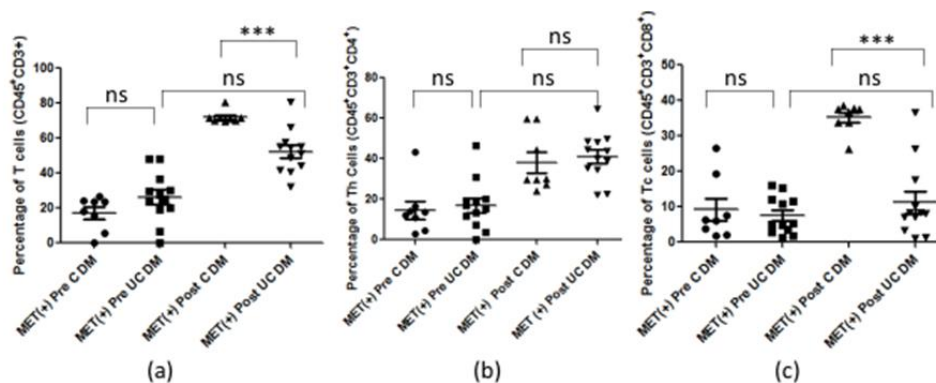 ***
ns
ns
Percentage of T cells (CD45+CD3+)
100
80
60
40
20
0
MET(+) Pre C DM
MET(+) Pre UC DM
MET(+) Post C DM
MET(+) Post UC DM
(a)
ns
ns
ns
Percentage of Th Cells (CD45⁺CD3⁺CD4⁺)
80
60
40
20
0
MET(+) Pre C DM
MET(+) Pre UC DM
MET(+) Post C DM
MET (+) Post UC DM
(b)
***
ns
ns
Percentage of Tc cells (CD45⁺CD3⁺CD8⁺)
50
40
30
20
10
0
MET(+) Pre C DM
MET(+) Pre UC DM
MET(+) Post C DM
MET(+) Post UC DM
(c)